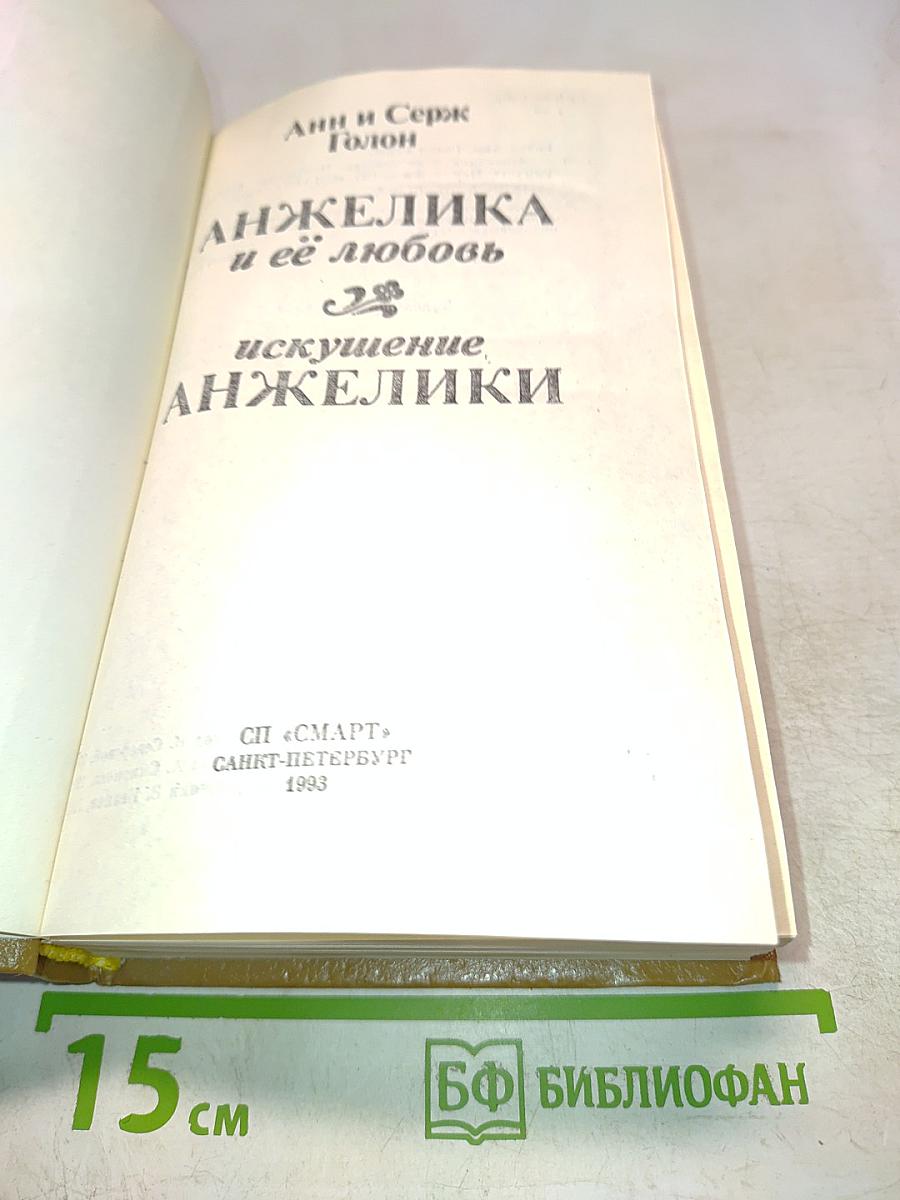 Анн и Серж
Голон
АНЖЕЛИКА
и её любовь
искушение
АНЖЕЛИКИ
СП «СМАРТ»
САНКТ-ПЕТЕРБУРГ
1993
15 см
БФ БИБЛИОФАН